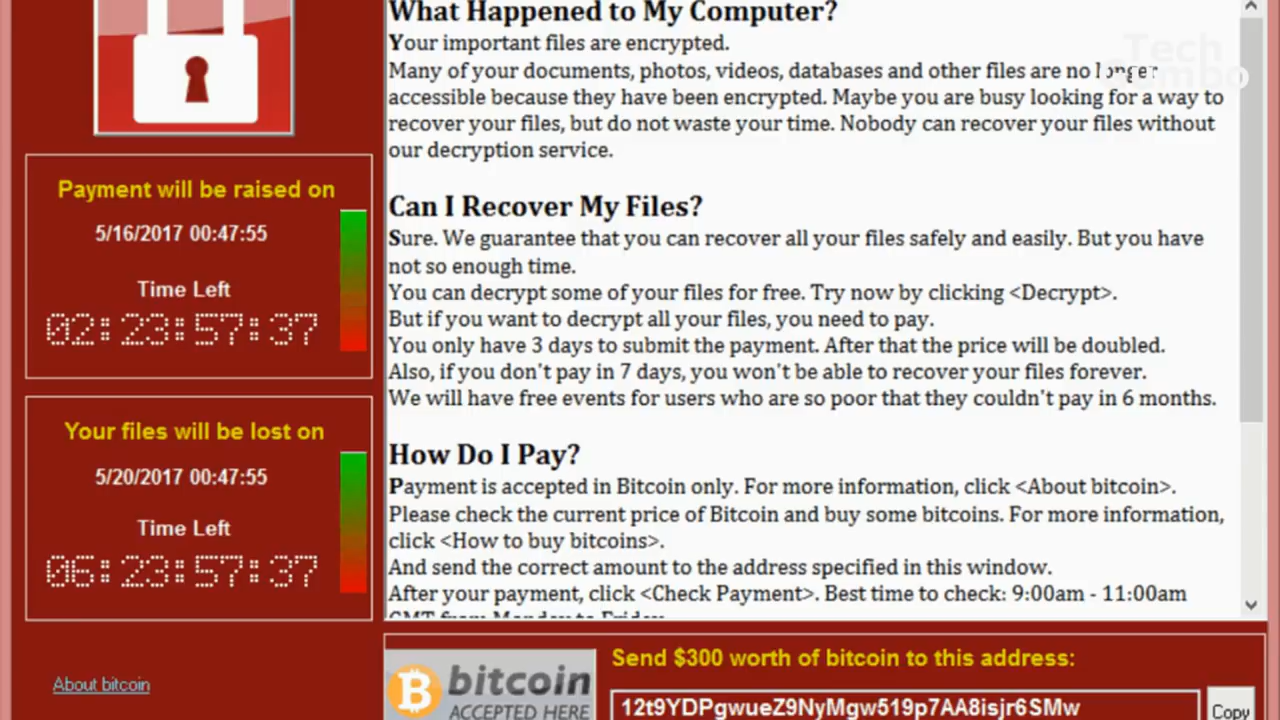 What Happened to My Computer?
Your important files are encrypted.
Many of your documents, photos, videos, databases and other files are no longer
accessible because they have been encrypted. Maybe you are busy looking for a way to
recover your files, but do not waste your time. Nobody can recover your files without
our decryption service.
Can I Recover My Files?
Sure. We guarantee that you can recover all your files safely and easily. But you have
not so enough time.
You can decrypt some of your files for free. Try now by clicking <Decrypt>.
But if you want to decrypt all your files, you need to pay.
You only have 3 days to submit the payment. After that the price will be doubled.
Also, if you don't pay in 7 days, you won't be able to recover your files forever.
We will have free events for users who are so poor that they couldn't pay in 6 months.
How Do I Pay?
Payment is accepted in Bitcoin only. For more information, click <About bitcoin>.
Please check the current price of Bitcoin and buy some bitcoins. For more information,
click <How to buy bitcoins>.
And send the correct amount to the address specified in this window.
After your payment, click <Check Payment>. Best time to check: 9:00am - 11:00am
GMT from Monday to Friday.
Tech
Payment will be raised on
5/16/2017 00:47:55
Time Left
02:23:57:37
Your files will be lost on
5/20/2017 00:47:55
Time Left
06:23:57:37
About bitcoin
bitcoin
ACCEPTED HERE
Send $300 worth of bitcoin to this address:
12t9YDPgwueZ9NyMgw519p7AA8isjr6SMw
Copy